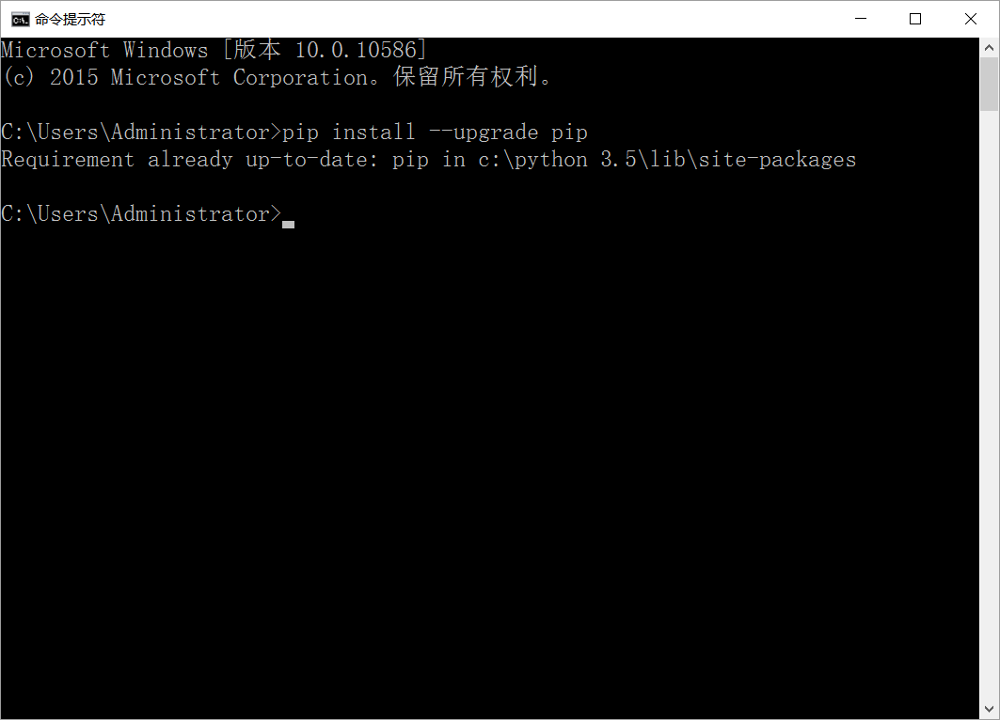 命令提示符
Microsoft Windows [版本 10.0.10586]
(c) 2015 Microsoft Corporation。保留所有权利。
C:\Users\Administrator>pip install --upgrade pip
Requirement already up-to-date: pip in c:\python 3.5\lib\site-packages
C:\Users\Administrator>